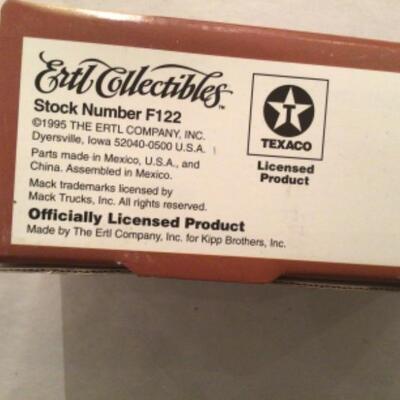 Ertl Collectibles™
Stock Number F122
©1995 THE ERTL COMPANY, INC.
Dyersville, Iowa 52040-0500 U.S.A.
Parts made in Mexico, U.S.A., and
China. Assembled in Mexico.
Mack trademarks licensed by
Mack Trucks, Inc. All rights reserved.
Officially Licensed Product
Made by The Ertl Company, Inc. for Kipp Brothers, Inc.
T
TEXACO
Licensed
Product